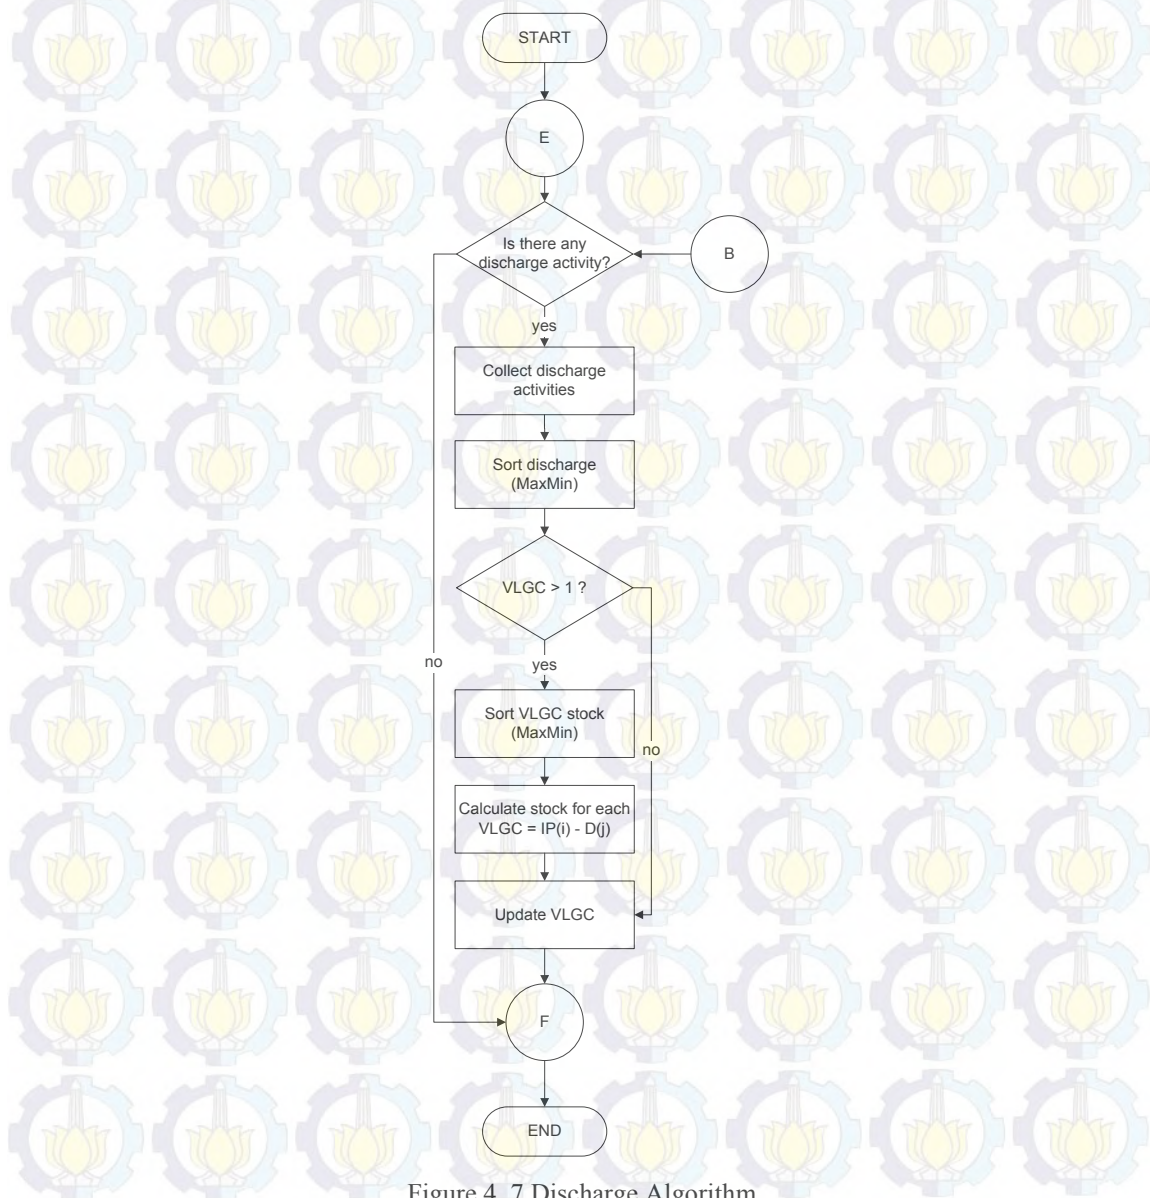 START
E
Is there any
discharge activity?
B
yes
Collect discharge
activities
Sort discharge
(MaxMin)
VLGC > 1 ?
no
yes
Sort VLGC stock
(MaxMin)
no
Calculate stock for each
VLGC = IP(i) - D(j)
Update VLGC
F
END
Figure 4. 7 Discharge Algorithm